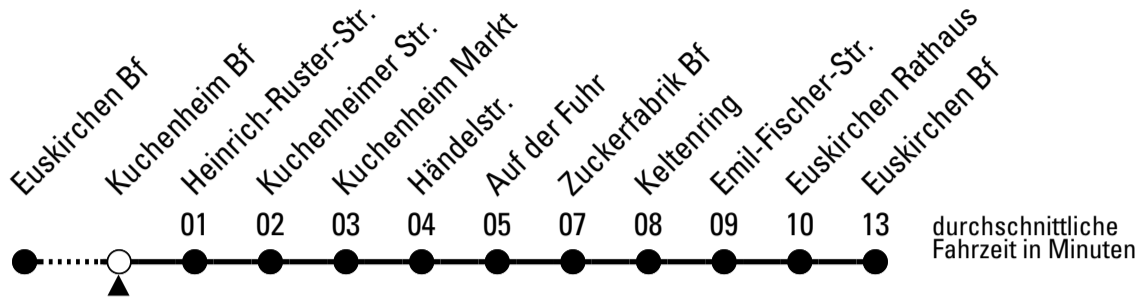 Euskirchen Bf
Kuchenheim Bf
Heinrich-Ruster-Str.
Kuchenheimer Str.
Kuchenheim Markt
Händelstr.
Auf der Fuhr
Zuckerfabrik Bf
Keltenring
Emil-Fischer-Str.
Euskirchen Rathaus
Euskirchen Bf
01 02 03 04 05 07 08 09 10 13
durchschnittliche
Fahrzeit in Minuten